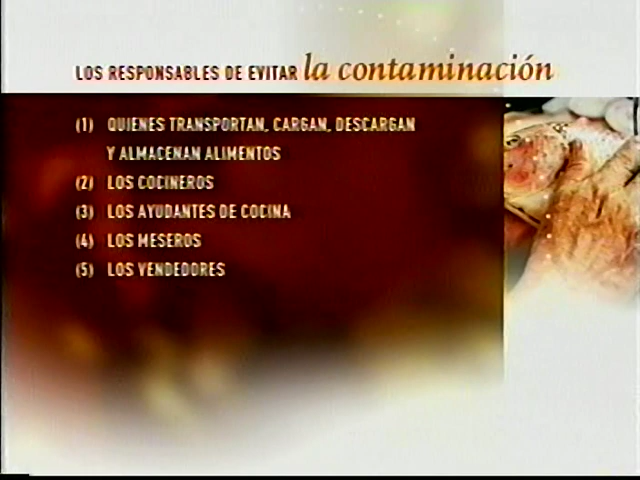 LOS RESPONSABLES DE EVITAR la contaminación
(1) QUIENES TRANSPORTAN, CARGAN, DESCARGAN
Y ALMACENAN ALIMENTOS
(2) LOS COCINEROS
(3) LOS AYUDANTES DE COCINA
(4) LOS MESEROS
(5) LOS VENDEDORES